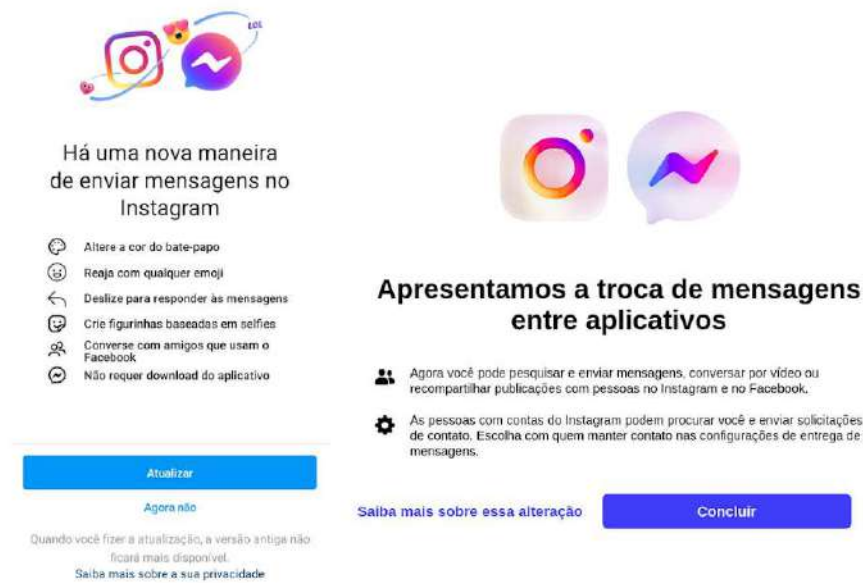 LOL
Há uma nova maneira
de enviar mensagens no
Instagram
Altere a cor do bate-papo
Reaja com qualquer emoji
Deslize para responder às mensagens
Crie figurinhas baseadas em selfies
Converse com amigos que usam o
Facebook
Não requer download do aplicativo
Atualizar
Agora não
Quando você fizer a atualização, a versão antiga não
ficará mais disponível.
Saiba mais sobre a sua privacidade
Apresentamos a troca de mensagens
entre aplicativos
Agora você pode pesquisar e enviar mensagens, conversar por vídeo ou
recompartilhar publicações com pessoas no Instagram e no Facebook.
As pessoas com contas do Instagram podem procurar você e enviar solicitações
de contato. Escolha com quem manter contato nas configurações de entrega de
mensagens.
Saiba mais sobre essa alteração
Concluir